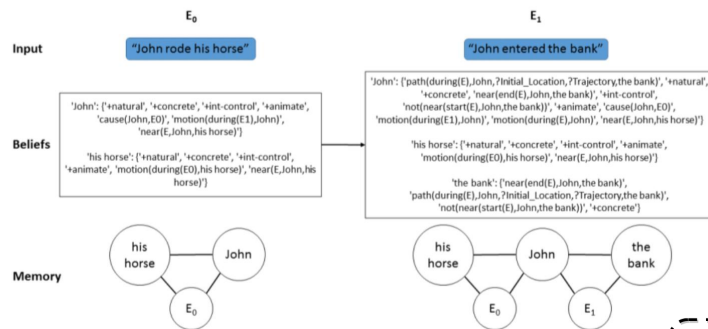 E0 E1
Input "John rode his horse" "John entered the bank"
'John': {'path(during(E),John,?Initial_Location,?Trajectory,the bank)', '+natural',
'+concrete', 'near(end(E),John,the bank)', '+int-control',
'not(near(start(E),John,the bank))', '+animate', 'cause(John,E0)',
'motion(during(E1),John)', 'motion(during(E),John)', 'near(E,John,his horse)'}
'his horse': {'+natural', '+concrete', '+int-control', '+animate',
'motion(during(E0),his horse)', 'near(E,John,his horse)'}
'the bank': {'near(end(E),John,the bank)',
'path(during(E),John,?Initial_Location,?Trajectory,the bank)',
'not(near(start(E),John,the bank))', '+concrete'}
Beliefs
'John': {'+natural', '+concrete', '+int-control', '+animate',
'cause(John,E0)', 'motion(during(E1),John)',
'near(E,John,his horse)'}
'his horse': {'+natural', '+concrete', '+int-control',
'+animate', 'motion(during(E0),his horse)', 'near(E,John,his
horse)'}
Memory
his
horse
John
E0
his
horse
John
the
bank
E0
E1